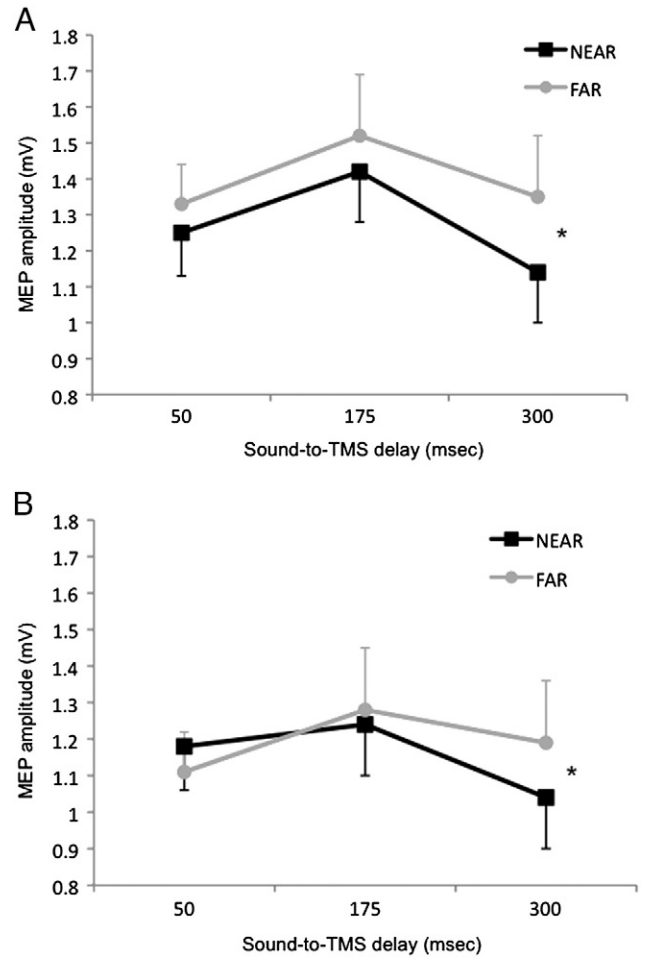 A
1.8
1.7
1.6
1.5
1.4
1.3
1.2
1.1
1
0.9
0.8
MEP amplitude (mV)
NEAR
FAR
*
50 175 300
Sound-to-TMS delay (msec)
B
1.8
1.7
1.6
1.5
1.4
1.3
1.2
1.1
1
0.9
0.8
MEP amplitude (mV)
NEAR
FAR
*
50 175 300
Sound-to-TMS delay (msec)